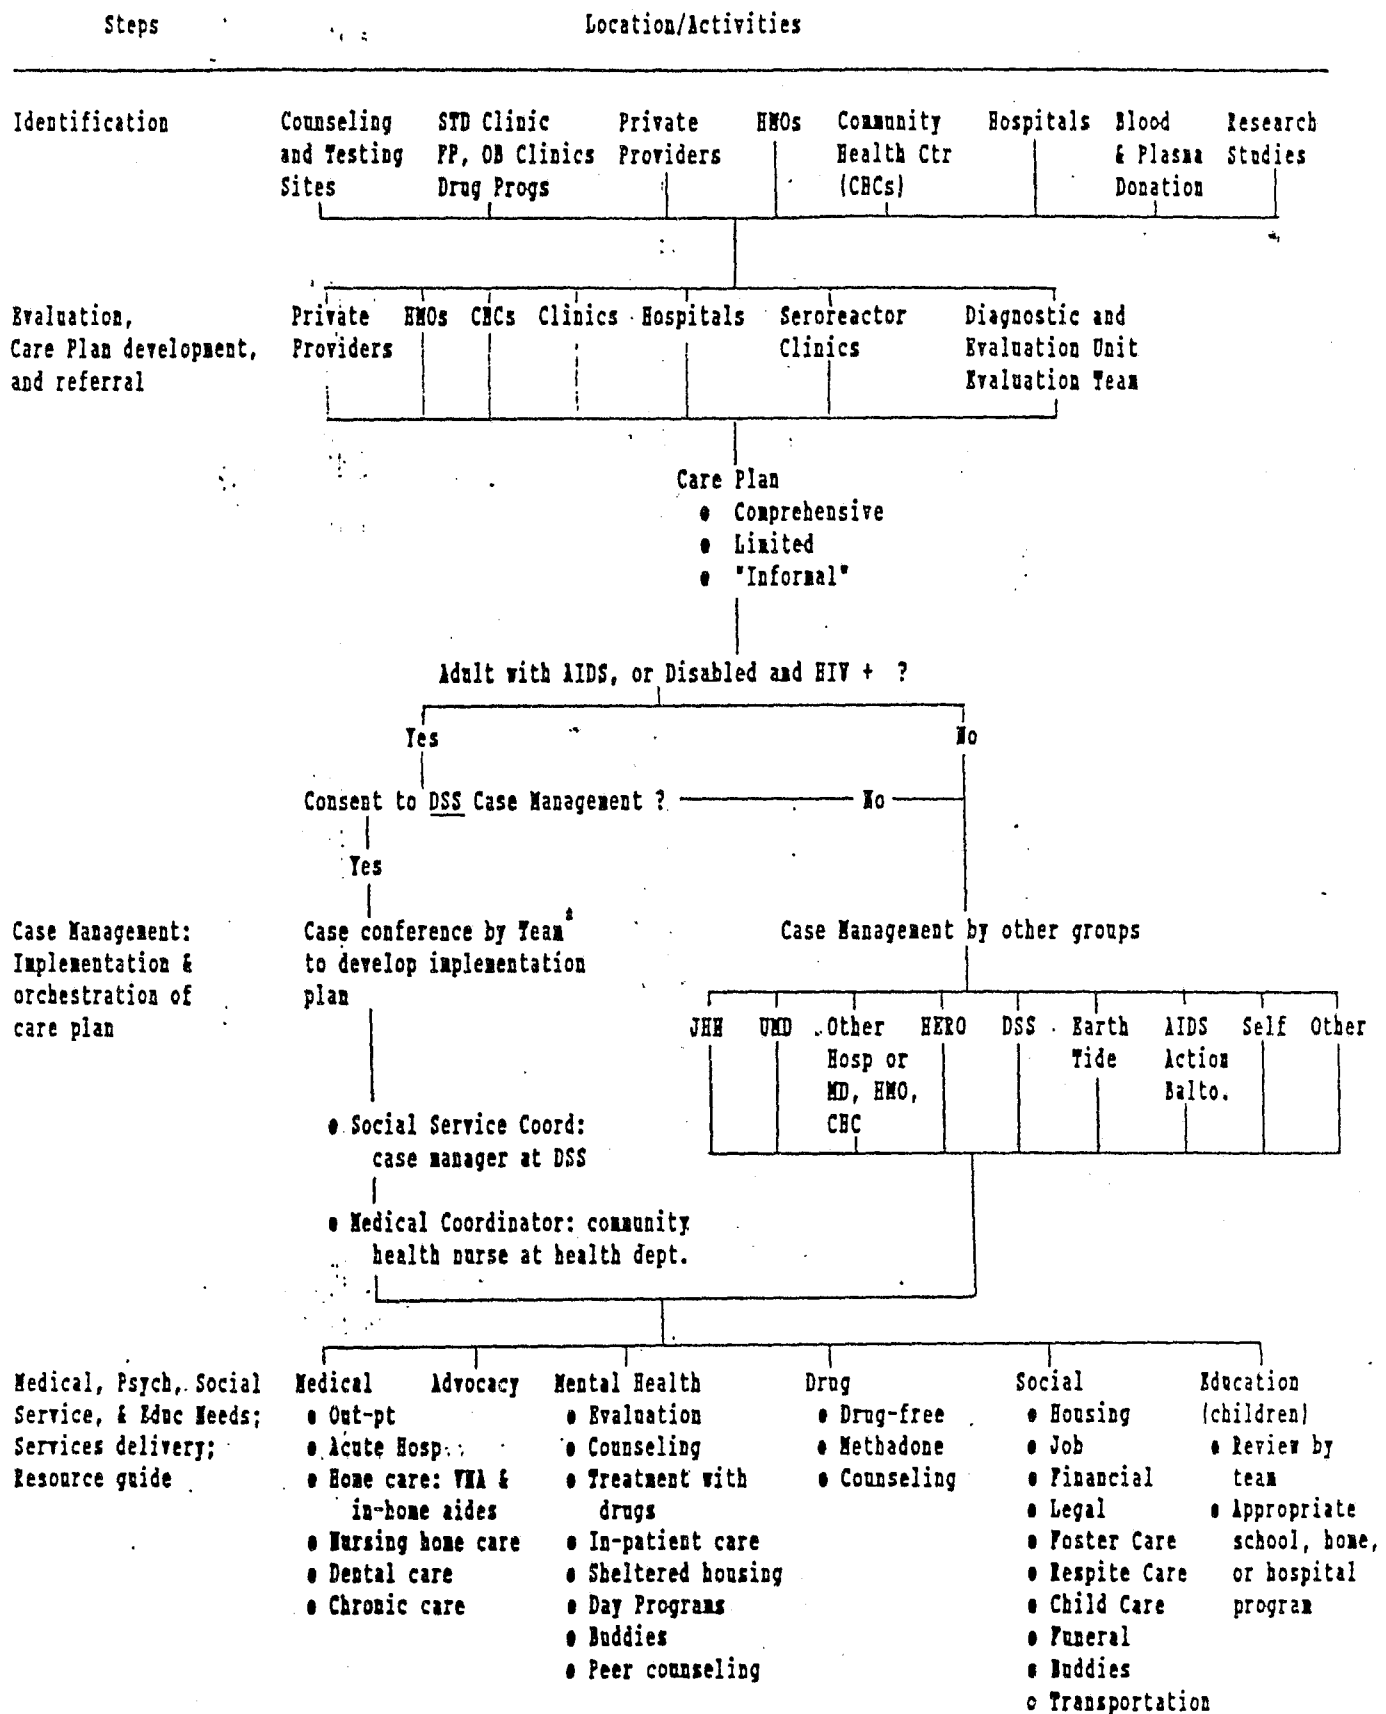 Steps Location/Activities
Identification Counseling STD Clinic Private HMOs Community Hospitals Blood Research
and Testing FP, OB Clinics Providers Health Ctr & Plasma Studies
Sites Drug Progs (CHCs) Donation
Evaluation, Private HMOs CHCs Clinics Hospitals Seroreactor Diagnostic and
Care Plan development, Providers Clinics Evaluation Unit
and referral Evaluation Team
Care Plan
• Comprehensive
• Limited
• "Informal"
Adult with AIDS, or Disabled and HIV + ?
Yes No
Consent to DSS Case Management ? No
Yes
Case Management: Case conference by Team* Case Management by other groups
Implementation & to develop implementation
orchestration of plan
care plan JHH UMD Other HERO DSS Earth AIDS Self Other
Hosp or Tide Action
MD, HMO, Balto.
CHC
• Social Service Coord:
case manager at DSS
• Medical Coordinator: community
health nurse at health dept.
Medical, Psych, Social Medical Advocacy Mental Health Drug Social Education
Service, & Educ Needs; • Out-pt • Evaluation • Drug-free • Housing (children)
Services delivery; • Acute Hosp • Counseling • Methadone • Job • Review by
Resource guide • Home care: VNA & • Treatment with • Counseling • Financial team
in-home aides drugs • Legal • Appropriate
• Nursing home care • In-patient care • Foster Care school, home,
• Dental care • Sheltered housing • Respite Care or hospital
• Chronic care • Day Programs • Child Care program
• Buddies • Funeral
• Peer counseling • Buddies
• Transportation